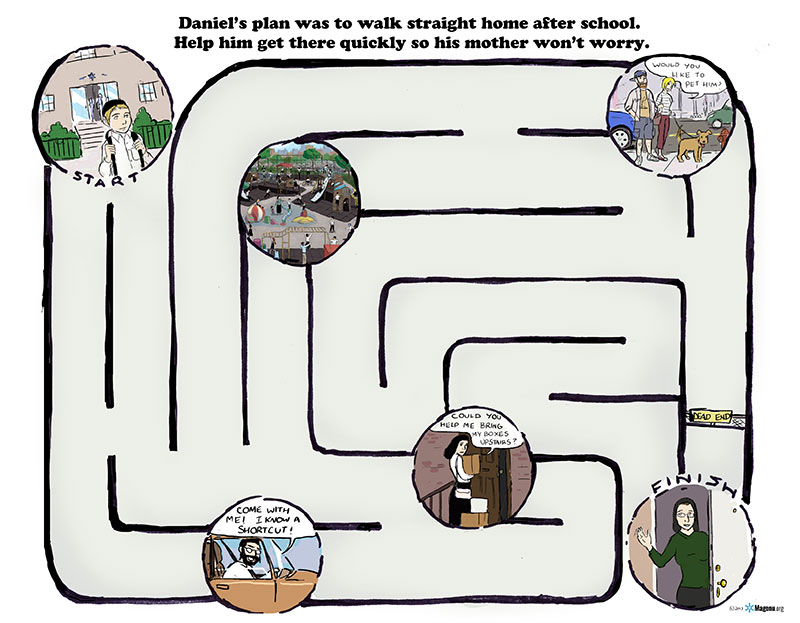 Daniel's plan was to walk straight home after school.
Help him get there quickly so his mother won't worry.
START
WOULD YOU
LIKE TO
PET HIM?
DEAD END
COULD YOU
HELP ME BRING
MY BOXES
UPSTAIRS?
COME WITH
ME! I KNOW A
SHORTCUT!
FINISH
Magonu.org